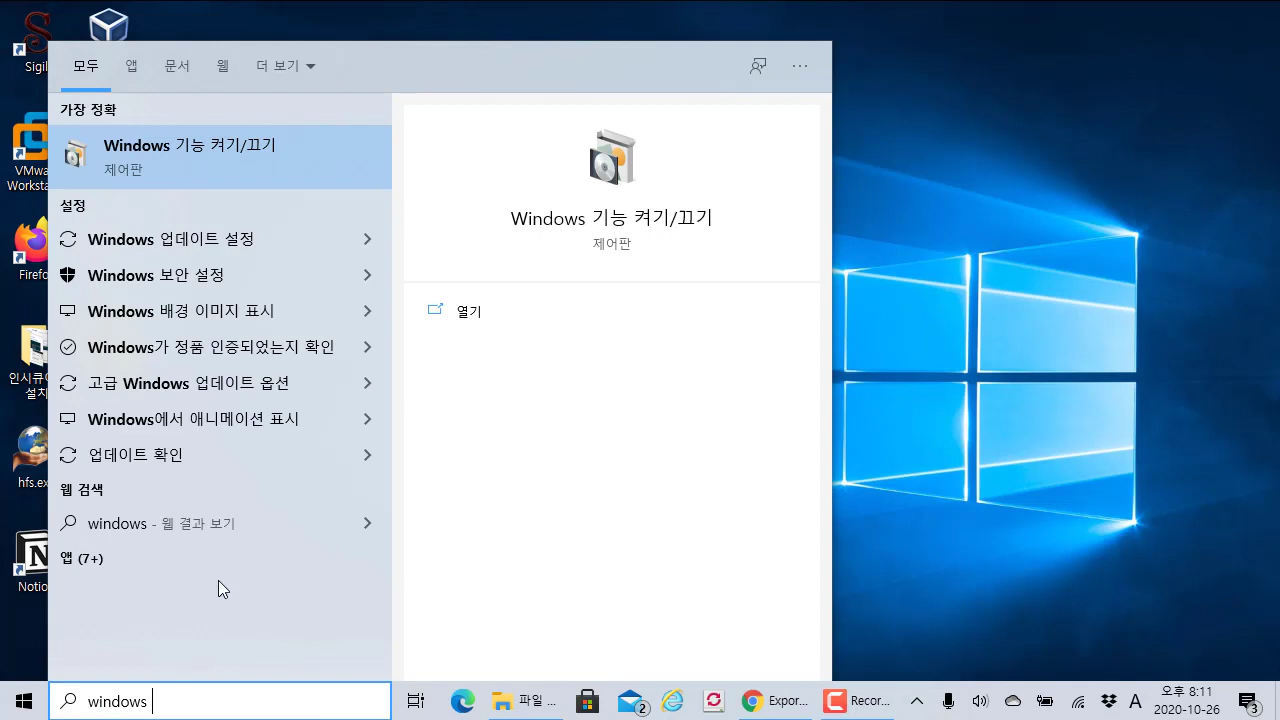 Sigil
VMwa
Worksta
Firefo
인시큐
설치
hfs.ex
Notio
모두 앱 문서 웹 더 보기
가장 정확
Windows 기능 켜기/끄기
제어판
설정
Windows 업데이트 설정
Windows 보안 설정
Windows 배경 이미지 표시
Windows가 정품 인증되었는지 확인
고급 Windows 업데이트 옵션
Windows에서 애니메이션 표시
업데이트 확인
웹 검색
windows - 웹 결과 보기
앱 (7+)
Windows 기능 켜기/끄기
제어판
열기
windows
파일 ...
2
Expor...
Recor...
A
오후 8:11
2020-10-26
3